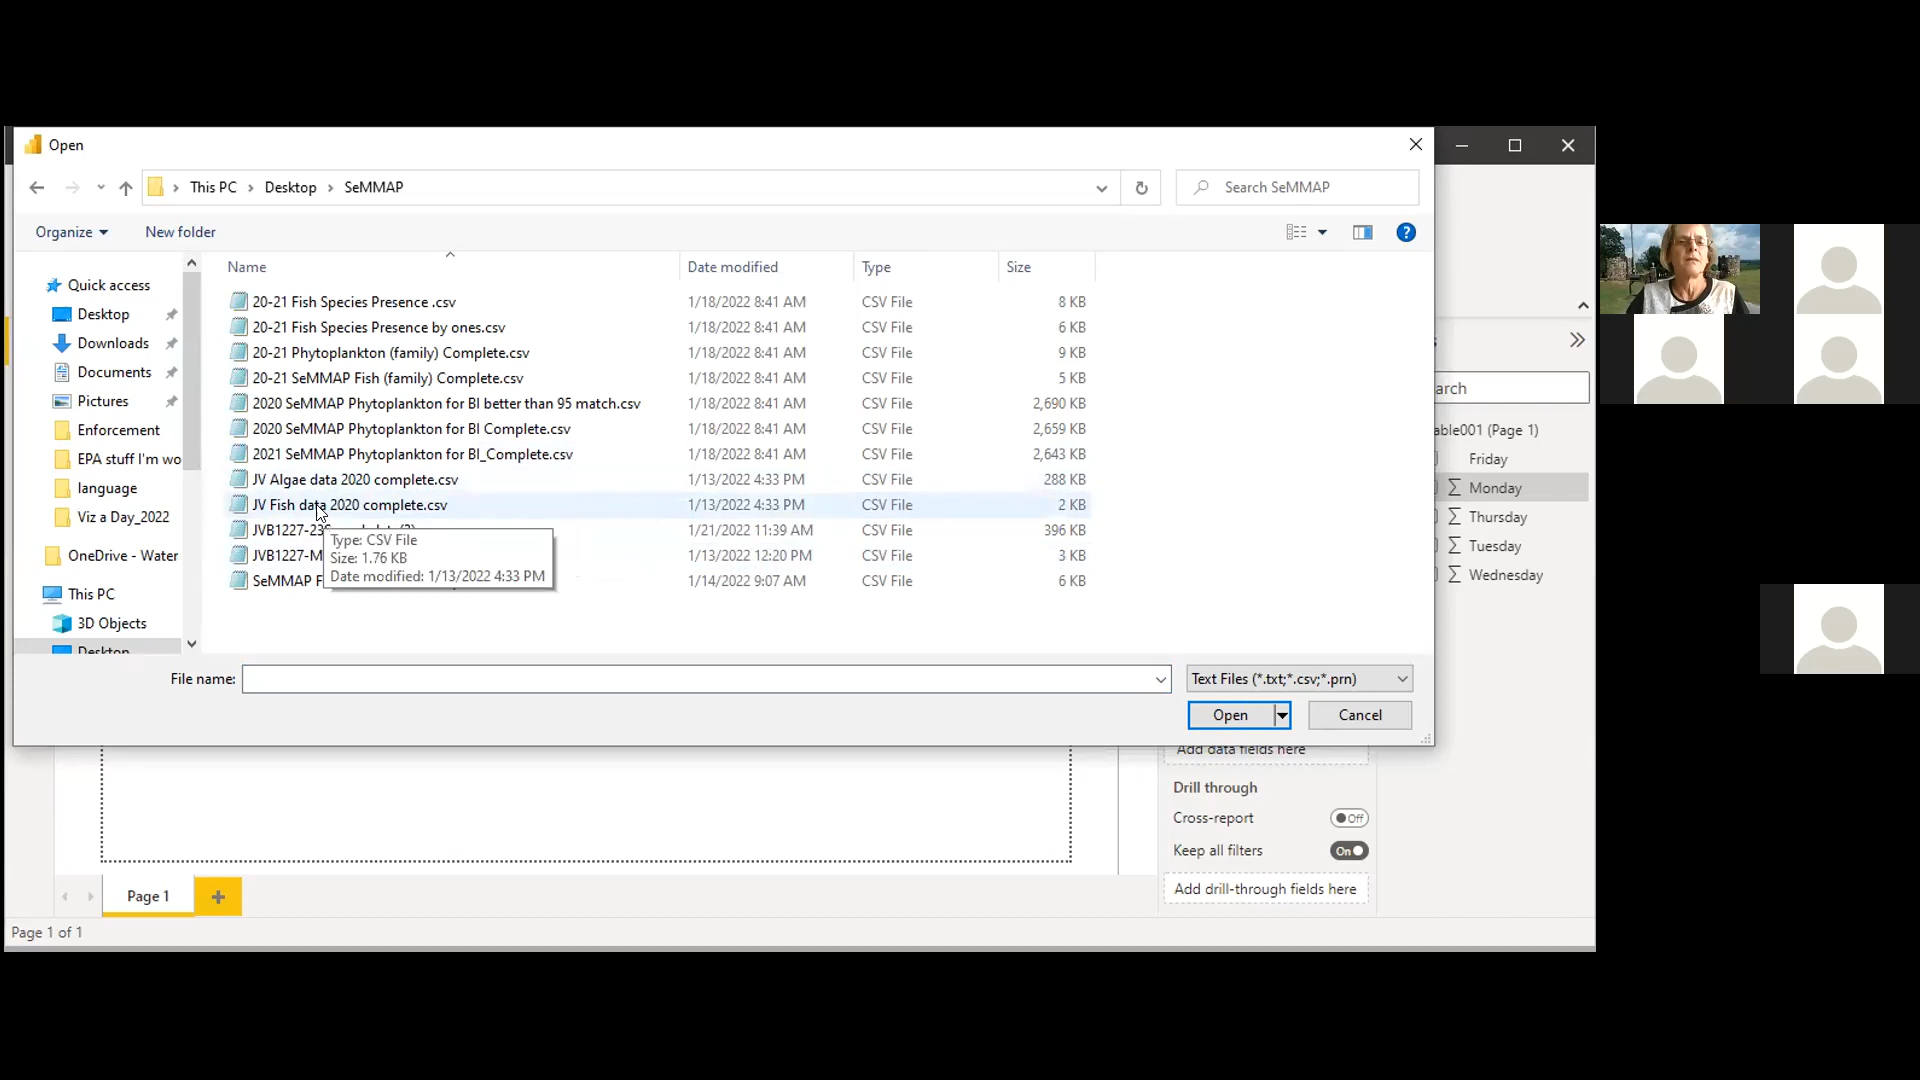 Open
This PC > Desktop > SeMMAP
Search SeMMAP
Organize
New folder
Name
Date modified
Type
Size
Quick access
Desktop
Downloads
Documents
Pictures
Enforcement
EPA stuff I'm wo
language
Viz a Day_2022
OneDrive - Water
This PC
3D Objects
Desktop
20-21 Fish Species Presence .csv 1/18/2022 8:41 AM CSV File 8 KB
20-21 Fish Species Presence by ones.csv 1/18/2022 8:41 AM CSV File 6 KB
20-21 Phytoplankton (family) Complete.csv 1/18/2022 8:41 AM CSV File 9 KB
20-21 SeMMAP Fish (family) Complete.csv 1/18/2022 8:41 AM CSV File 5 KB
2020 SeMMAP Phytoplankton for BI better than 95 match.csv 1/18/2022 8:41 AM CSV File 2,690 KB
2020 SeMMAP Phytoplankton for BI Complete.csv 1/18/2022 8:41 AM CSV File 2,659 KB
2021 SeMMAP Phytoplankton for BI_Complete.csv 1/18/2022 8:41 AM CSV File 2,643 KB
JV Algae data 2020 complete.csv 1/13/2022 4:33 PM CSV File 288 KB
JV Fish data 2020 complete.csv 1/13/2022 4:33 PM CSV File 2 KB
JVB1227-23S 1/21/2022 11:39 AM CSV File 396 KB
JVB1227-M 1/13/2022 12:20 PM CSV File 3 KB
SeMMAP F 1/14/2022 9:07 AM CSV File 6 KB
Type: CSV File
Size: 1.76 KB
Date modified: 1/13/2022 4:33 PM
File name:
Text Files (*.txt;*.csv;*.prn)
Open
Cancel
arch
able001 (Page 1)
Friday
∑ Monday
∑ Thursday
∑ Tuesday
∑ Wednesday
Add data fields here
Drill through
Cross-report Off
Keep all filters On
Add drill-through fields here
Page 1
+
Page 1 of 1